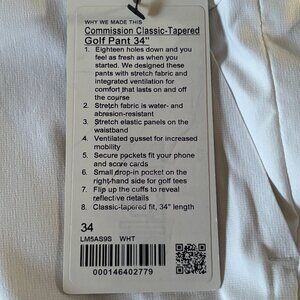 WHY WE MADE THIS
Commission Classic-Tapered
Golf Pant 34"
1. Eighteen holes down and you
feel as fresh as when you
started. We designed these
pants with stretch fabric and
integrated ventilation for
comfort that lasts on and off
the course
2. Stretch fabric is water- and
abrasion-resistant
3. Stretch elastic panels on the
waistband
4. Ventilated gusset for increased
mobility
5. Secure pockets fit your phone
and score cards
6. Small drop-in pocket on the
right-hand side for golf tees
7. Flip up the cuffs to reveal
reflective details
8. Classic-tapered fit, 34" length
34
LM5AS9S WHT
000146402779